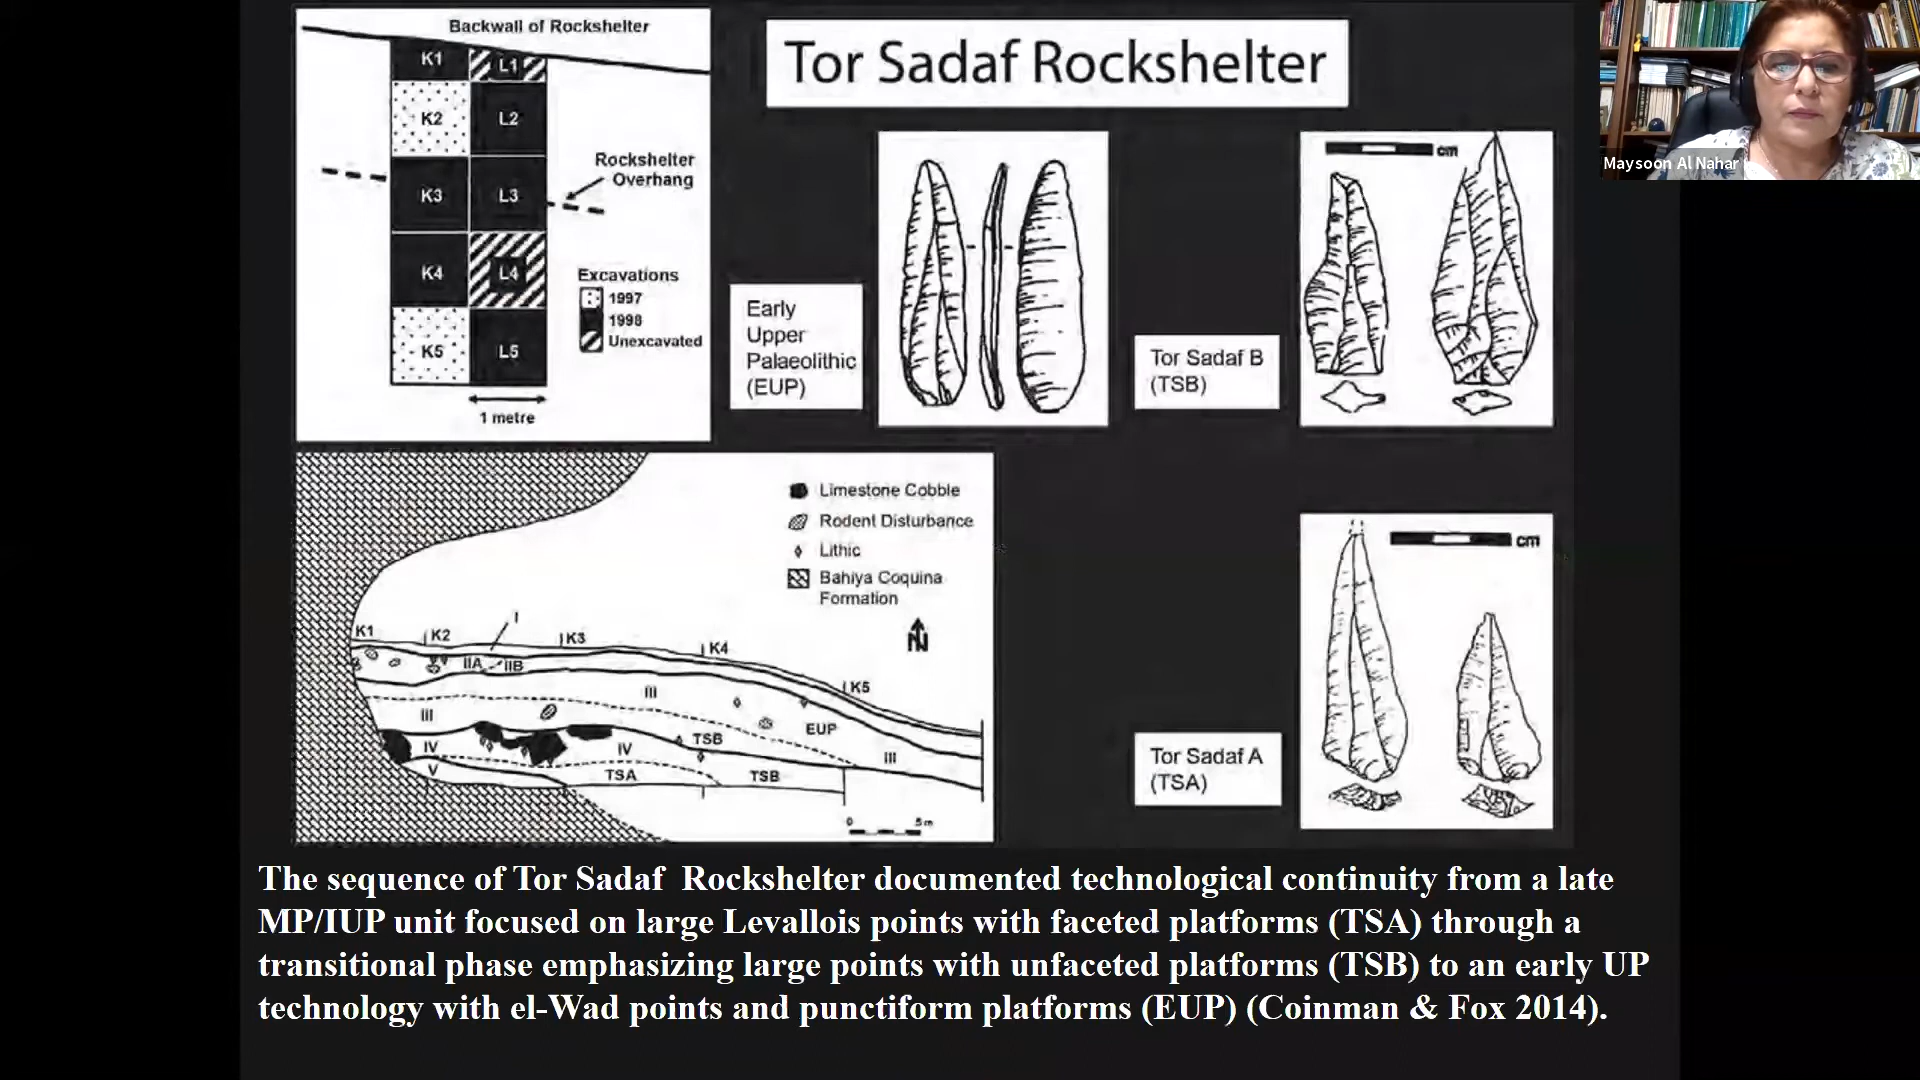 Backwall of Rockshelter
K1
L1
K2
L2
K3
L3
K4
L4
K5
L5
Rockshelter
Overhang
Excavations
1997
1998
Unexcavated
1 metre
Tor Sadaf Rockshelter
Early
Upper
Palaeolithic
(EUP)
Tor Sadaf B
(TSB)
cm
Maysoon Al Nahar
Limestone Cobble
Rodent Disturbance
Lithic
Bahiya Coquina
Formation
N
I
K1
K2
K3
K4
K5
IIA
IIB
III
III
EUP
TSB
III
IV
IV
V
TSA
TSB
0 5m
Tor Sadaf A
(TSA)
cm
The sequence of Tor Sadaf Rockshelter documented technological continuity from a late
MP/IUP unit focused on large Levallois points with faceted platforms (TSA) through a
transitional phase emphasizing large points with unfaceted platforms (TSB) to an early UP
technology with el-Wad points and punctiform platforms (EUP) (Coinman & Fox 2014).